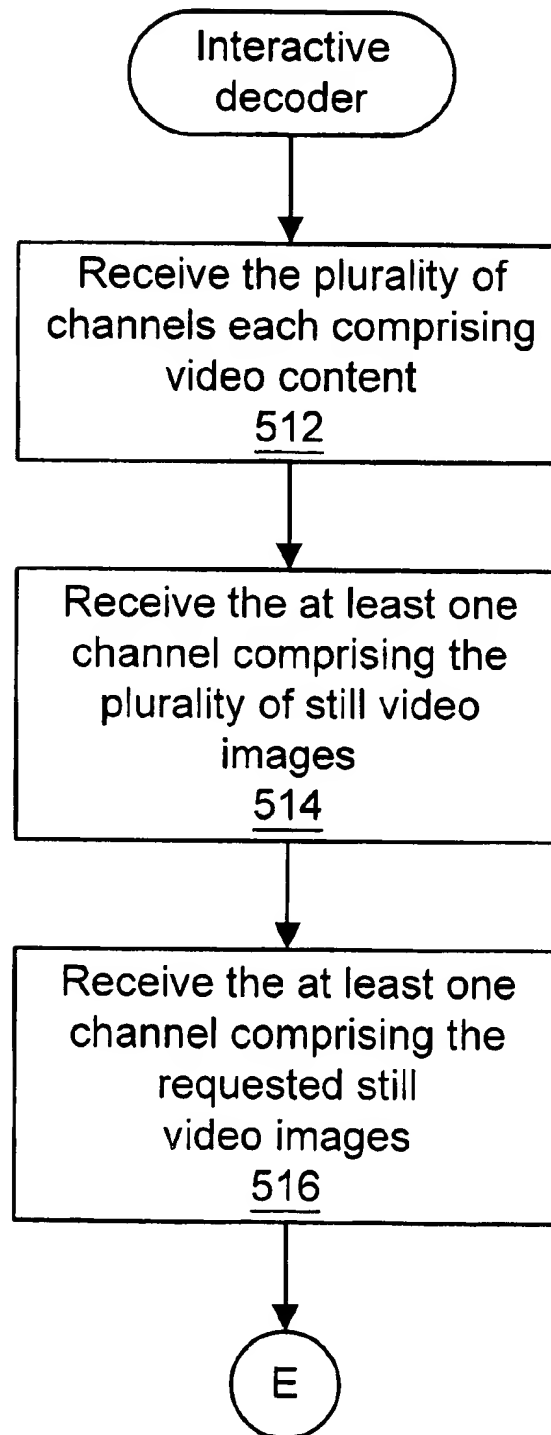 Interactive
decoder
Receive the plurality of
channels each comprising
video content
512
Receive the at least one
channel comprising the
plurality of still video
images
514
Receive the at least one
channel comprising the
requested still
video images
516
E